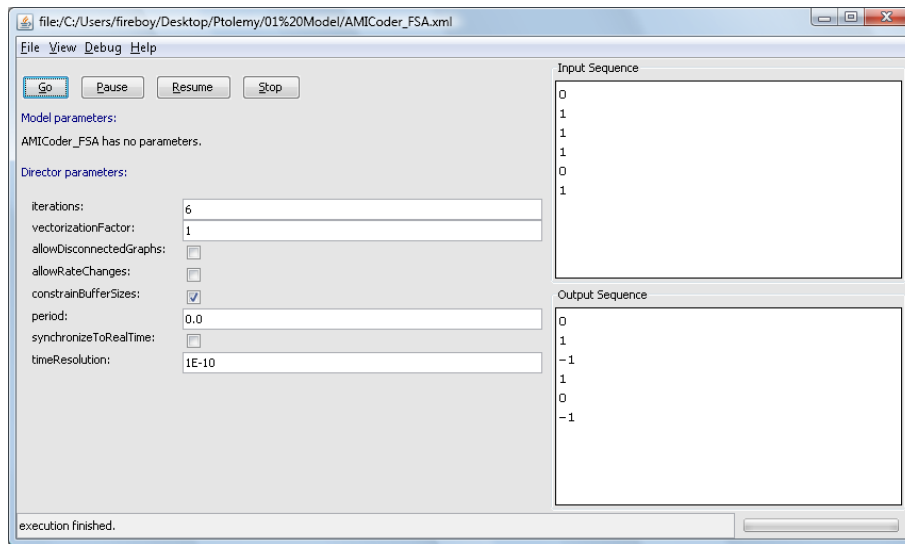 file:/C:/Users/fireboy/Desktop/Ptolemy/01%20Model/AMICoder_FSA.xml
File View Debug Help
Go Pause Resume Stop
Model parameters:
AMICoder_FSA has no parameters.
Director parameters:
iterations: 6
vectorizationFactor: 1
allowDisconnectedGraphs:
allowRateChanges:
constrainBufferSizes:
period: 0.0
synchronizeToRealTime:
timeResolution: 1E-10
Input Sequence
0
1
1
1
0
1
Output Sequence
0
1
-1
1
0
-1
execution finished.